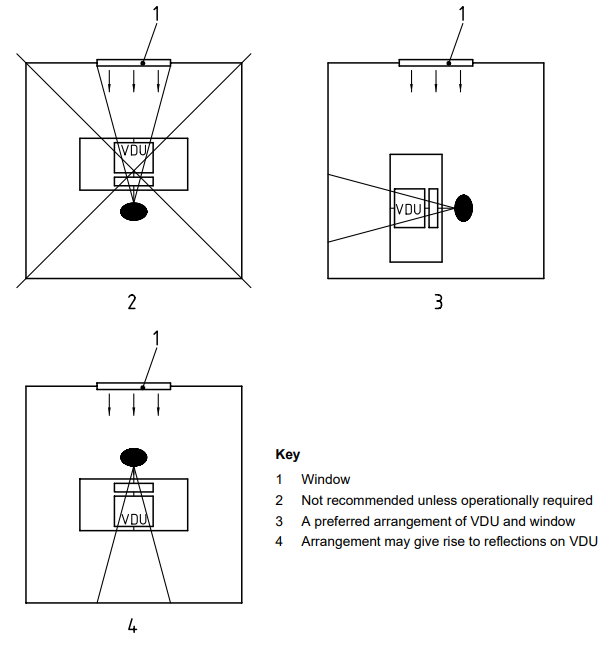 1
1
VDU
VDU
2
3
1
VDU
4
Key
1 Window
2 Not recommended unless operationally required
3 A preferred arrangement of VDU and window
4 Arrangement may give rise to reflections on VDU